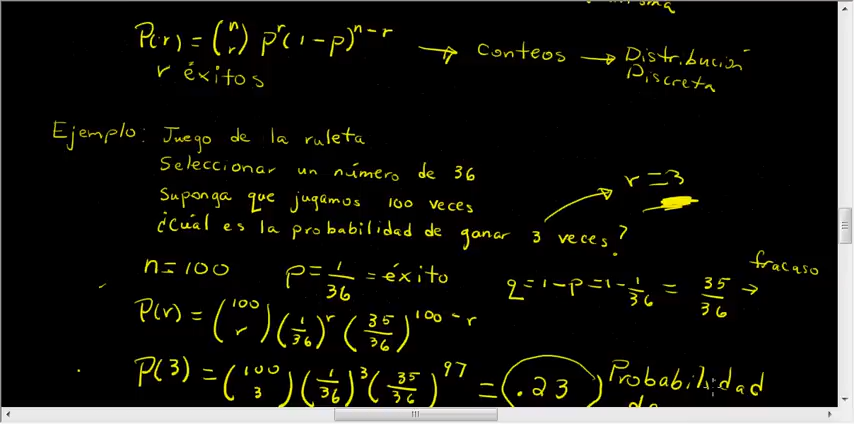 P(r) = (n r) p^r (1 - p)^{n-r} → conteos → Distribución Discreta
r éxitos
Ejemplo: Juego de la ruleta
Seleccionar un número de 36
r = 3
Suponga que jugamos 100 veces
¿Cuál es la probabilidad de ganar 3 veces?
fracaso
n = 100 p = 1/36 = éxito q = 1 - p = 1 - 1/36 = 35/36 →
P(r) = (100 r) (1/36)^r (35/36)^{100-r}
P(3) = (100 3) (1/36)^3 (35/36)^{97} = .23 Probabilidad
de